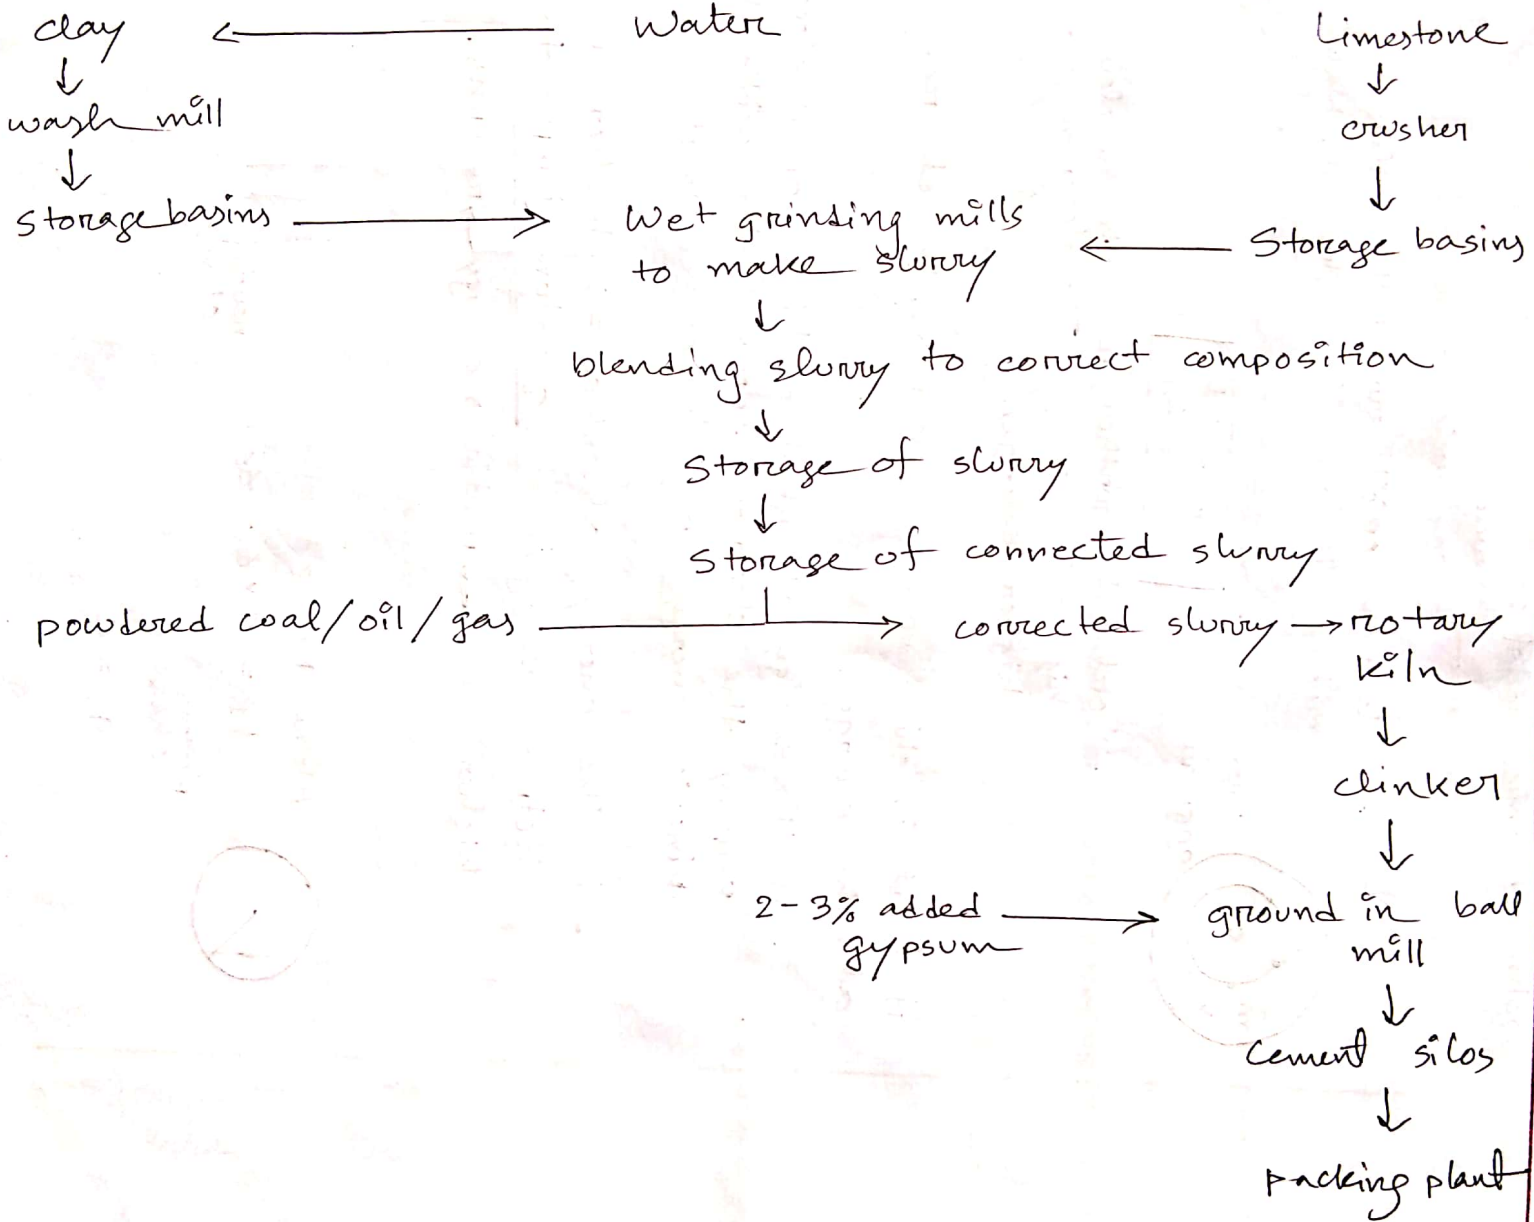 clay ← Water Limestone
↓ ↓
wash mill crusher
↓ ↓
Storage basins → Wet grinding mills
to make slurry ← Storage basins
↓
blending slurry to correct composition
↓
Storage of slurry
↓
Storage of corrected slurry
powdered coal/oil/gas → corrected slurry → rotary
kiln
↓
clinker
↓
2-3% added → ground in ball
gypsum mill
↓
Cement silos
↓
packing plant